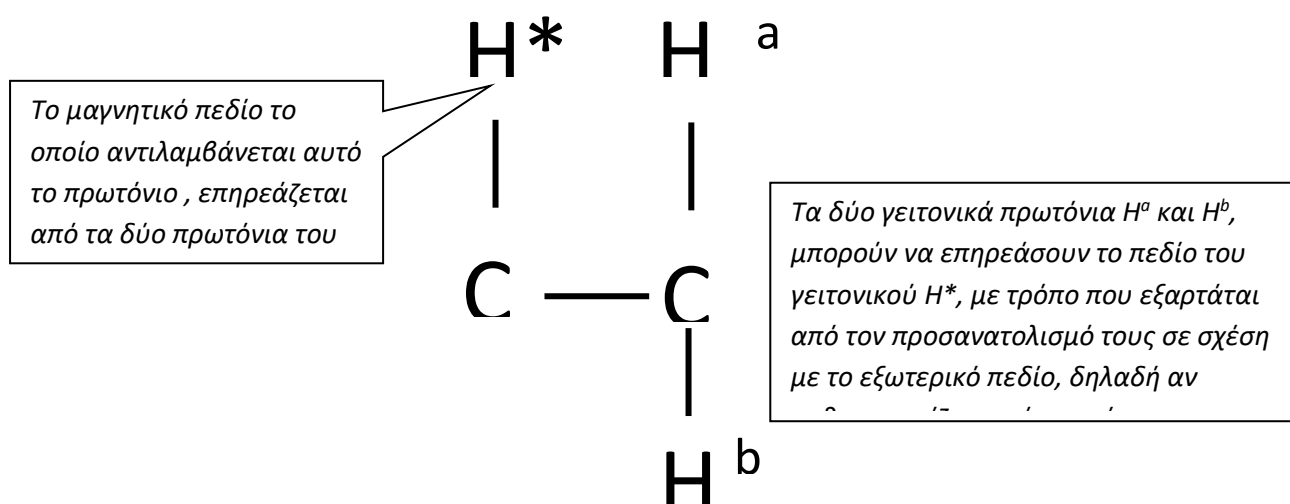 H* H a
Το μαγνητικό πεδίο το
οποίο αντιλαμβάνεται αυτό
το πρωτόνιο , επηρεάζεται
από τα δύο πρωτόνια του
C C
Τα δύο γειτονικά πρωτόνια Hᵃ και Hᵇ,
μπορούν να επηρεάσουν το πεδίο του
γειτονικού H*, με τρόπο που εξαρτάται
από τον προσανατολισμό τους σε σχέση
με το εξωτερικό πεδίο, δηλαδή αν
H b